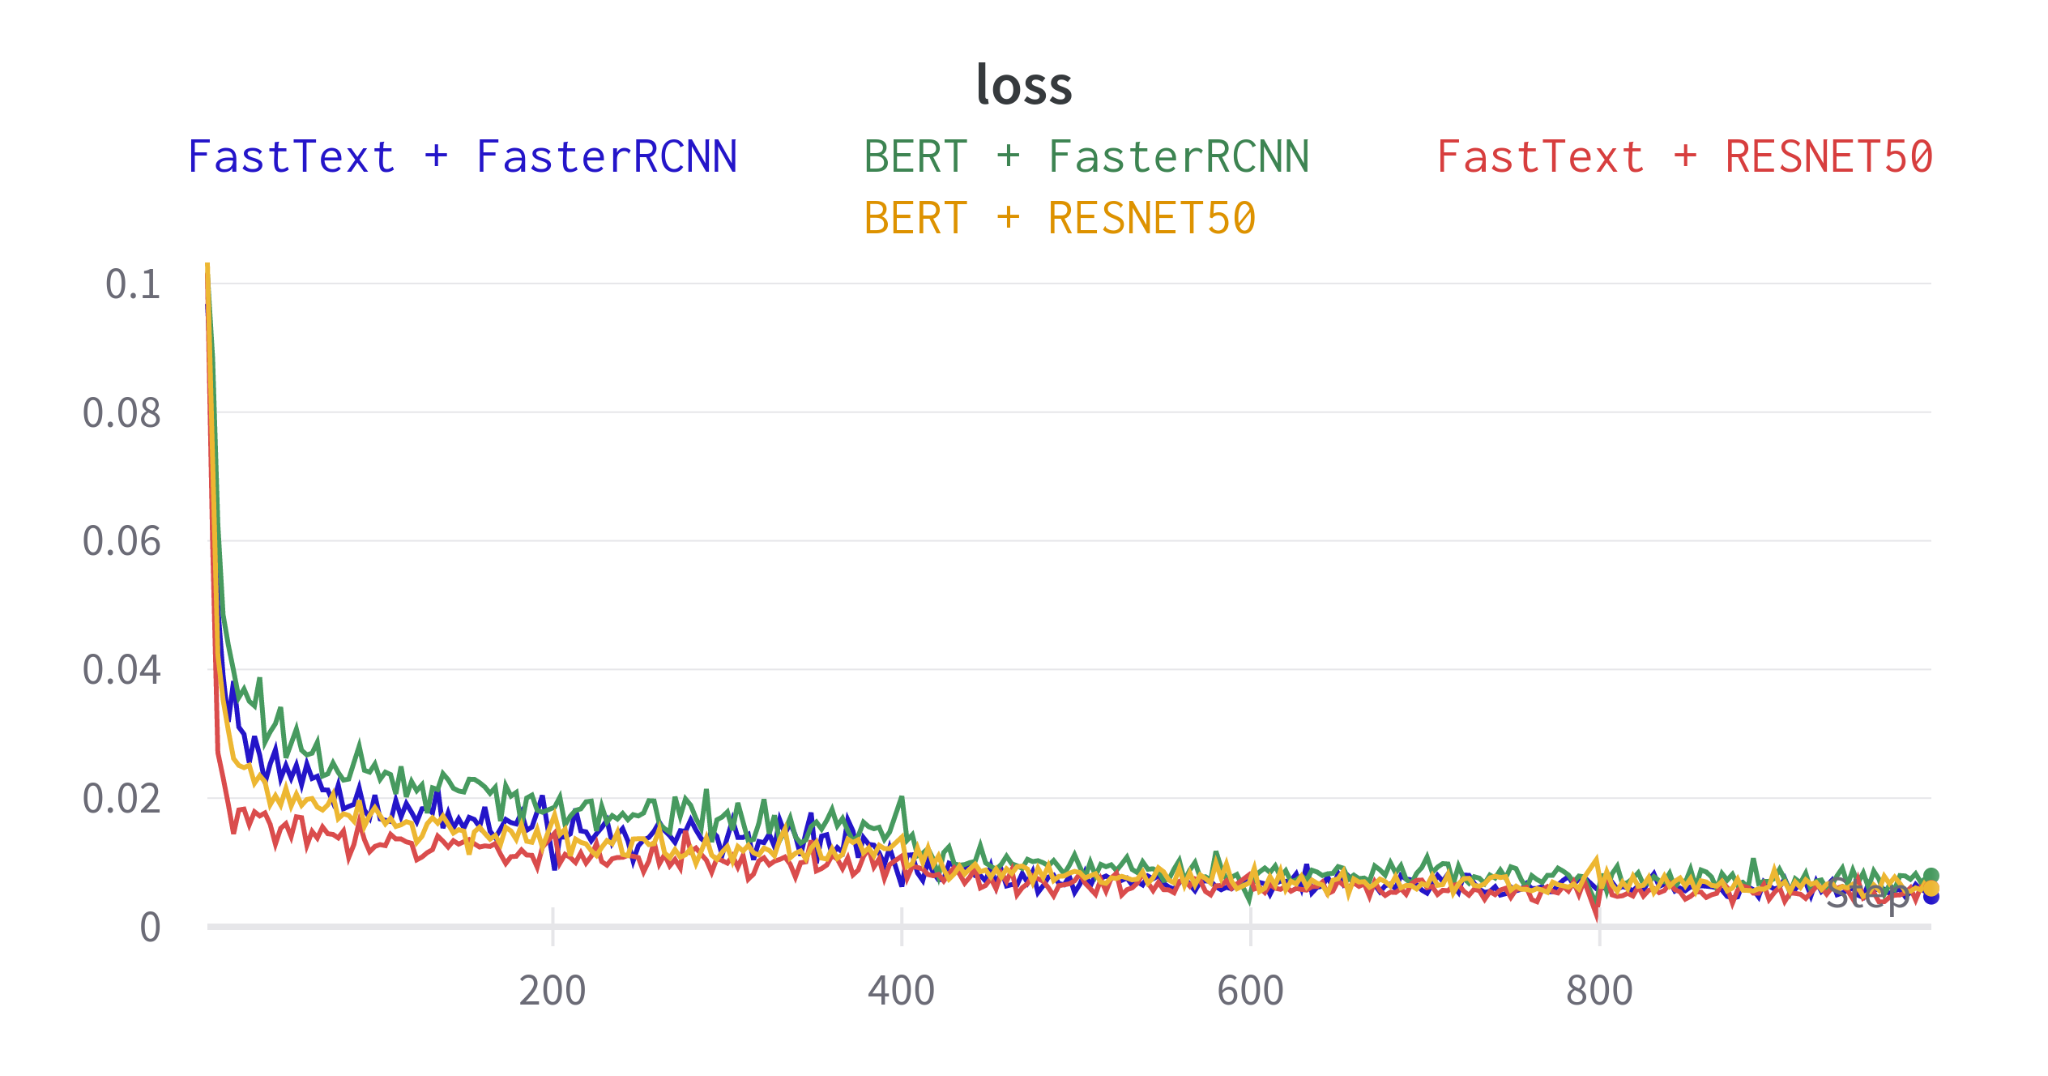 loss
FastText + FasterRCNN BERT + FasterRCNN FastText + RESNET50
BERT + RESNET50
0.1
0.08
0.06
0.04
0.02
0
Step
200 400 600 800